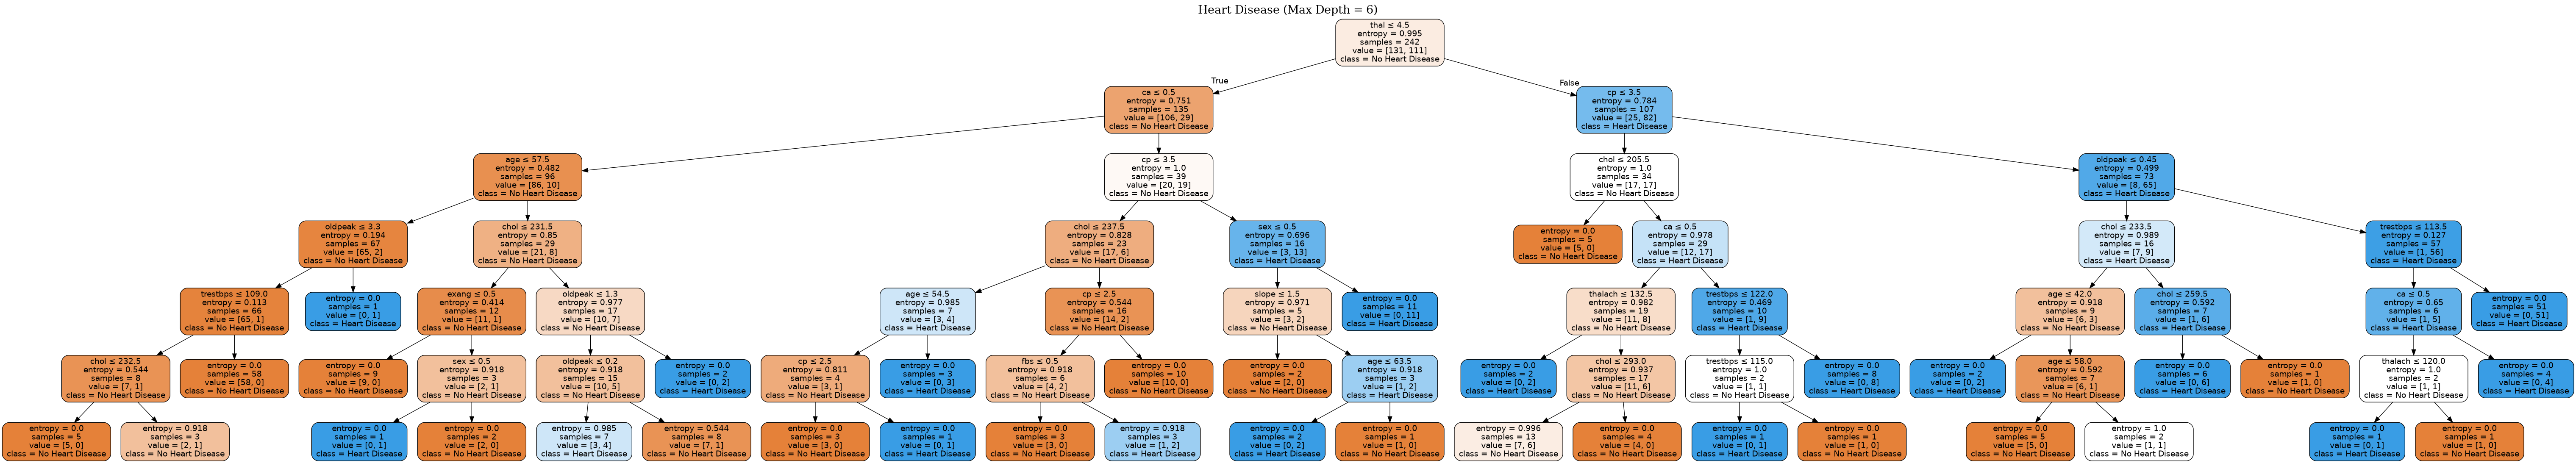 Heart Disease (Max Depth = 6)
thal ≤ 4.5
entropy = 0.995
samples = 242
value = [131, 111]
class = No Heart Disease
True
False
ca ≤ 0.5
entropy = 0.751
samples = 135
value = [106, 29]
class = No Heart Disease
cp ≤ 3.5
entropy = 0.784
samples = 107
value = [25, 82]
class = Heart Disease
age ≤ 57.5
entropy = 0.482
samples = 96
value = [86, 10]
class = No Heart Disease
cp ≤ 3.5
entropy = 1.0
samples = 39
value = [20, 19]
class = No Heart Disease
chol ≤ 205.5
entropy = 1.0
samples = 34
value = [17, 17]
class = No Heart Disease
oldpeak ≤ 0.45
entropy = 0.499
samples = 73
value = [8, 65]
class = Heart Disease
oldpeak ≤ 3.3
entropy = 0.194
samples = 67
value = [65, 2]
class = No Heart Disease
chol ≤ 231.5
entropy = 0.85
samples = 29
value = [21, 8]
class = No Heart Disease
chol ≤ 237.5
entropy = 0.828
samples = 23
value = [17, 6]
class = No Heart Disease
sex ≤ 0.5
entropy = 0.696
samples = 16
value = [3, 13]
class = Heart Disease
entropy = 0.0
samples = 5
value = [5, 0]
class = No Heart Disease
ca ≤ 0.5
entropy = 0.978
samples = 29
value = [12, 17]
class = Heart Disease
chol ≤ 233.5
entropy = 0.989
samples = 16
value = [7, 9]
class = Heart Disease
trestbps ≤ 113.5
entropy = 0.127
samples = 57
value = [1, 56]
class = Heart Disease
trestbps ≤ 109.0
entropy = 0.113
samples = 66
value = [65, 1]
class = No Heart Disease
entropy = 0.0
samples = 1
value = [0, 1]
class = Heart Disease
exang ≤ 0.5
entropy = 0.414
samples = 12
value = [11, 1]
class = No Heart Disease
oldpeak ≤ 1.3
entropy = 0.977
samples = 17
value = [10, 7]
class = No Heart Disease
age ≤ 54.5
entropy = 0.985
samples = 7
value = [3, 4]
class = Heart Disease
cp ≤ 2.5
entropy = 0.544
samples = 16
value = [14, 2]
class = No Heart Disease
slope ≤ 1.5
entropy = 0.971
samples = 5
value = [3, 2]
class = No Heart Disease
entropy = 0.0
samples = 11
value = [0, 11]
class = Heart Disease
thalach ≤ 132.5
entropy = 0.982
samples = 19
value = [11, 8]
class = No Heart Disease
trestbps ≤ 122.0
entropy = 0.469
samples = 10
value = [1, 9]
class = Heart Disease
age ≤ 42.0
entropy = 0.918
samples = 9
value = [6, 3]
class = No Heart Disease
chol ≤ 259.5
entropy = 0.592
samples = 7
value = [1, 6]
class = Heart Disease
ca ≤ 0.5
entropy = 0.65
samples = 6
value = [1, 5]
class = Heart Disease
entropy = 0.0
samples = 51
value = [0, 51]
class = Heart Disease
chol ≤ 232.5
entropy = 0.544
samples = 8
value = [7, 1]
class = No Heart Disease
entropy = 0.0
samples = 58
value = [58, 0]
class = No Heart Disease
entropy = 0.0
samples = 9
value = [9, 0]
class = No Heart Disease
sex ≤ 0.5
entropy = 0.918
samples = 3
value = [2, 1]
class = No Heart Disease
oldpeak ≤ 0.2
entropy = 0.918
samples = 15
value = [10, 5]
class = No Heart Disease
entropy = 0.0
samples = 2
value = [0, 2]
class = Heart Disease
cp ≤ 2.5
entropy = 0.811
samples = 4
value = [3, 1]
class = No Heart Disease
entropy = 0.0
samples = 3
value = [0, 3]
class = Heart Disease
fbs ≤ 0.5
entropy = 0.918
samples = 6
value = [4, 2]
class = No Heart Disease
entropy = 0.0
samples = 10
value = [10, 0]
class = No Heart Disease
entropy = 0.0
samples = 2
value = [2, 0]
class = No Heart Disease
age ≤ 63.5
entropy = 0.918
samples = 3
value = [1, 2]
class = Heart Disease
entropy = 0.0
samples = 2
value = [0, 2]
class = Heart Disease
chol ≤ 293.0
entropy = 0.937
samples = 17
value = [11, 6]
class = No Heart Disease
trestbps ≤ 115.0
entropy = 1.0
samples = 2
value = [1, 1]
class = No Heart Disease
entropy = 0.0
samples = 8
value = [0, 8]
class = Heart Disease
entropy = 0.0
samples = 2
value = [0, 2]
class = Heart Disease
age ≤ 58.0
entropy = 0.592
samples = 7
value = [6, 1]
class = No Heart Disease
entropy = 0.0
samples = 6
value = [0, 6]
class = Heart Disease
entropy = 0.0
samples = 1
value = [1, 0]
class = No Heart Disease
thalach ≤ 120.0
entropy = 1.0
samples = 2
value = [1, 1]
class = No Heart Disease
entropy = 0.0
samples = 4
value = [0, 4]
class = Heart Disease
entropy = 0.0
samples = 5
value = [5, 0]
class = No Heart Disease
entropy = 0.918
samples = 3
value = [2, 1]
class = No Heart Disease
entropy = 0.0
samples = 1
value = [0, 1]
class = Heart Disease
entropy = 0.0
samples = 2
value = [2, 0]
class = No Heart Disease
entropy = 0.985
samples = 7
value = [3, 4]
class = Heart Disease
entropy = 0.544
samples = 8
value = [7, 1]
class = No Heart Disease
entropy = 0.0
samples = 3
value = [3, 0]
class = No Heart Disease
entropy = 0.0
samples = 1
value = [0, 1]
class = Heart Disease
entropy = 0.0
samples = 3
value = [3, 0]
class = No Heart Disease
entropy = 0.918
samples = 3
value = [1, 2]
class = Heart Disease
entropy = 0.0
samples = 2
value = [0, 2]
class = Heart Disease
entropy = 0.0
samples = 1
value = [1, 0]
class = No Heart Disease
entropy = 0.996
samples = 13
value = [7, 6]
class = No Heart Disease
entropy = 0.0
samples = 4
value = [4, 0]
class = No Heart Disease
entropy = 0.0
samples = 1
value = [0, 1]
class = Heart Disease
entropy = 0.0
samples = 1
value = [1, 0]
class = No Heart Disease
entropy = 0.0
samples = 5
value = [5, 0]
class = No Heart Disease
entropy = 1.0
samples = 2
value = [1, 1]
class = No Heart Disease
entropy = 0.0
samples = 1
value = [0, 1]
class = Heart Disease
entropy = 0.0
samples = 1
value = [1, 0]
class = No Heart Disease